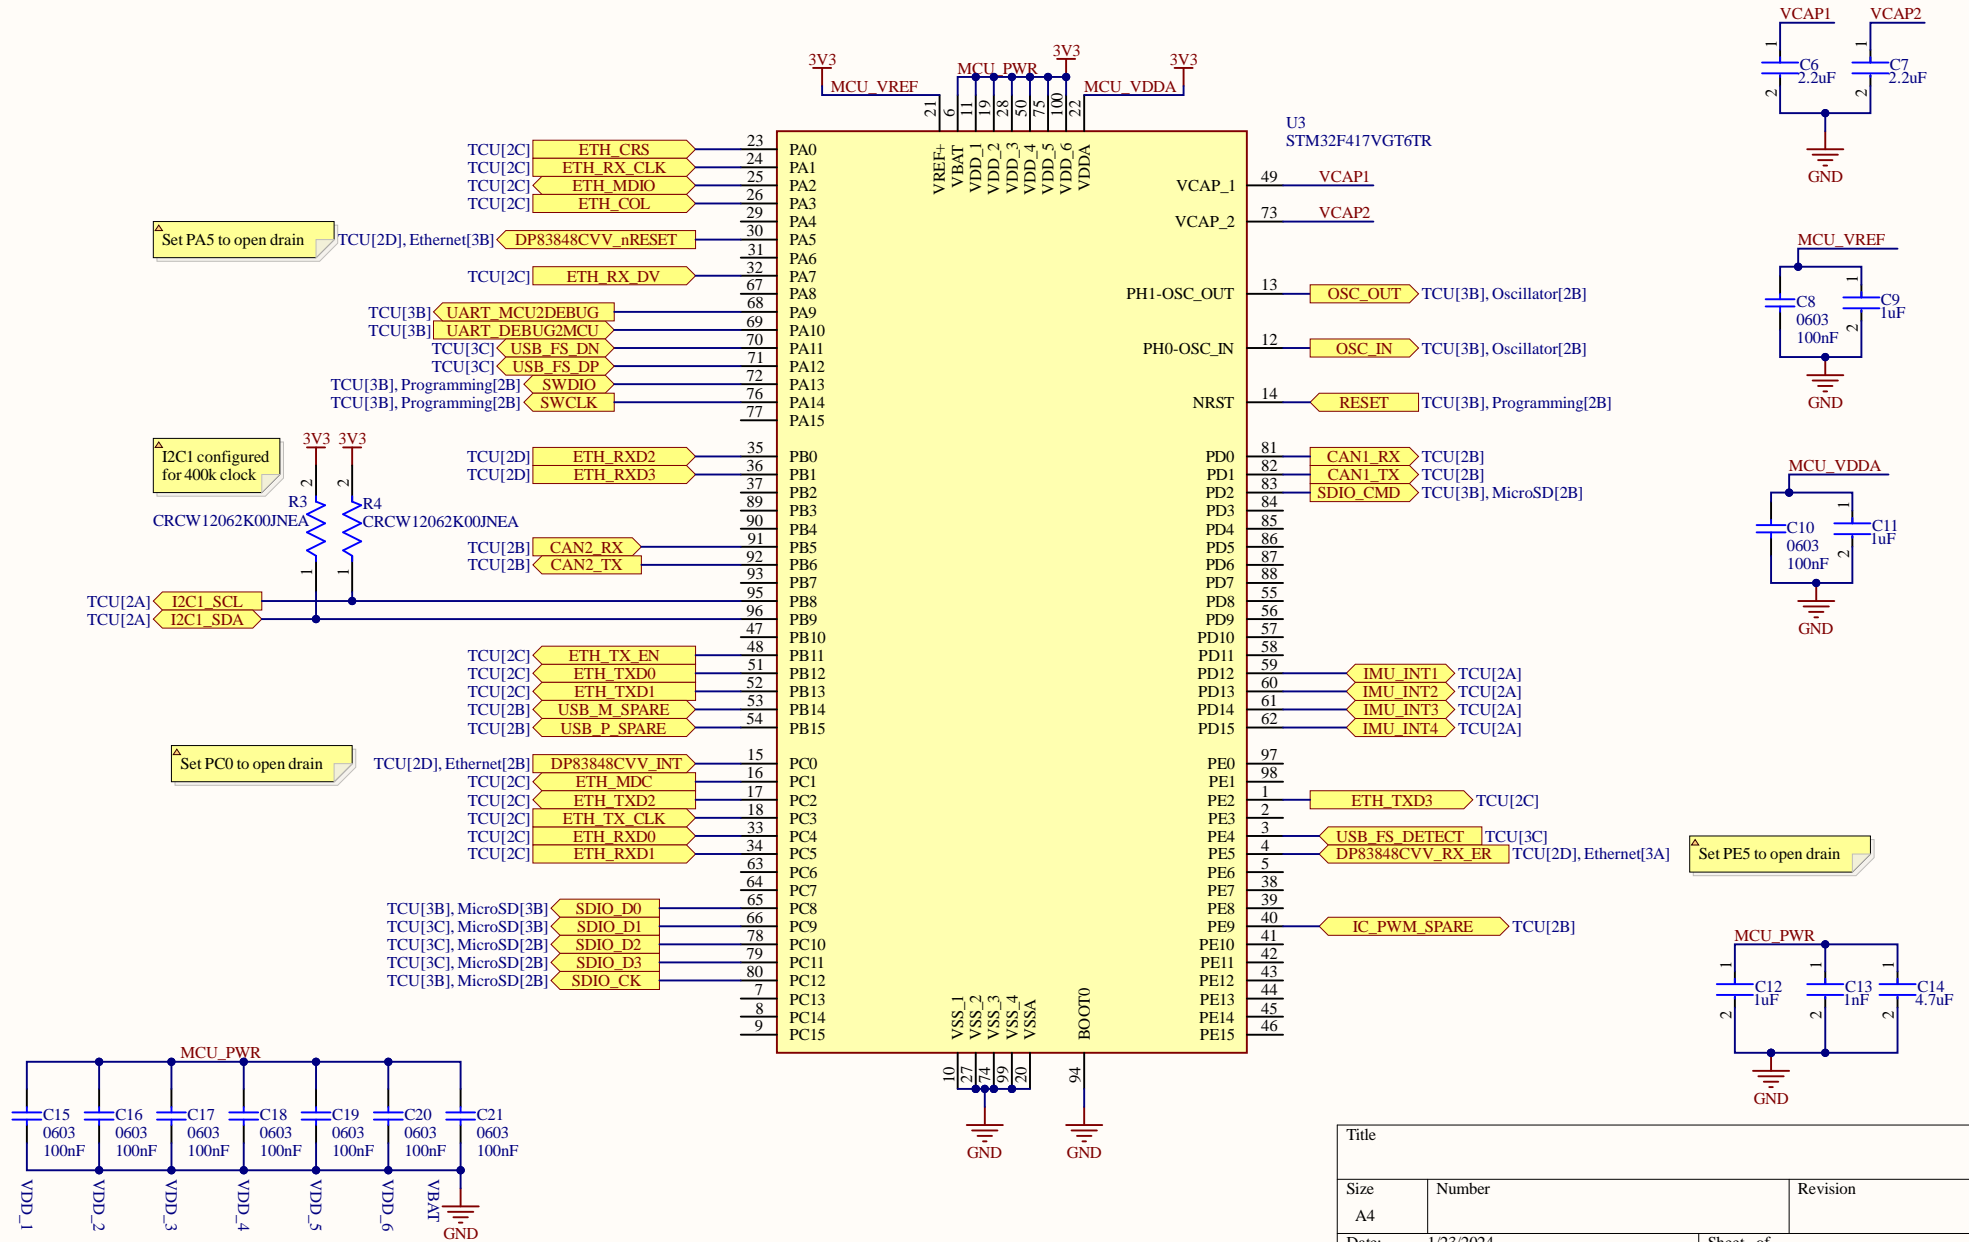 VCAP1
VCAP2
1
C6
2.2uF
2
1
C7
2.2uF
2
GND
3V3
MCU_VREF
MCU_PWR
3V3
MCU_VDDA
3V3
21
6
11
19
28
50
75
100
22
VREF+
VBAT
VDD_1
VDD_2
VDD_3
VDD_4
VDD_5
VDD_6
VDDA
U3
STM32F417VGT6TR
TCU[2C] ETH_CRS 23 PA0
TCU[2C] ETH_RX_CLK 24 PA1
TCU[2C] ETH_MDIO 25 PA2
TCU[2C] ETH_COL 26 PA3
29 PA4
Set PA5 to open drain
TCU[2D], Ethernet[3B] DP83848CVV_nRESET 30 PA5
31 PA6
TCU[2C] ETH_RX_DV 32 PA7
67 PA8
TCU[3B] UART_MCU2DEBUG 68 PA9
TCU[3B] UART_DEBUG2MCU 69 PA10
TCU[3C] USB_FS_DN 70 PA11
TCU[3C] USB_FS_DP 71 PA12
TCU[3B], Programming[2B] SWDIO 72 PA13
TCU[3B], Programming[2B] SWCLK 76 PA14
77 PA15
I2C1 configured
for 400k clock
3V3 3V3
2
R3
CRCW12062K00JNEA
1
2
R4
CRCW12062K00JNEA
1
TCU[2D] ETH_RXD2 35 PB0
TCU[2D] ETH_RXD3 36 PB1
37 PB2
89 PB3
90 PB4
TCU[2B] CAN2_RX 91 PB5
TCU[2B] CAN2_TX 92 PB6
93 PB7
TCU[2A] I2C1_SCL 95 PB8
TCU[2A] I2C1_SDA 96 PB9
47 PB10
TCU[2C] ETH_TX_EN 48 PB11
TCU[2C] ETH_TXD0 51 PB12
TCU[2C] ETH_TXD1 52 PB13
TCU[2B] USB_M_SPARE 53 PB14
TCU[2B] USB_P_SPARE 54 PB15
Set PC0 to open drain
TCU[2D], Ethernet[2B] DP83848CVV_INT 15 PC0
TCU[2C] ETH_MDC 16 PC1
TCU[2C] ETH_TXD2 17 PC2
TCU[2C] ETH_TX_CLK 18 PC3
TCU[2C] ETH_RXD0 33 PC4
TCU[2C] ETH_RXD1 34 PC5
63 PC6
64 PC7
TCU[3B], MicroSD[3B] SDIO_D0 65 PC8
TCU[3C], MicroSD[3B] SDIO_D1 66 PC9
TCU[3C], MicroSD[2B] SDIO_D2 78 PC10
TCU[3C], MicroSD[2B] SDIO_D3 79 PC11
TCU[3B], MicroSD[2B] SDIO_CK 80 PC12
7 PC13
8 PC14
9 PC15
VCAP_1 49 VCAP1
VCAP_2 73 VCAP2
PH1-OSC_OUT 13 OSC_OUT TCU[3B], Oscillator[2B]
PH0-OSC_IN 12 OSC_IN TCU[3B], Oscillator[2B]
NRST 14 RESET TCU[3B], Programming[2B]
PD0 81 CAN1_RX TCU[2B]
PD1 82 CAN1_TX TCU[2B]
PD2 83 SDIO_CMD TCU[3B], MicroSD[2B]
PD3 84
PD4 85
PD5 86
PD6 87
PD7 88
PD8 55
PD9 56
PD10 57
PD11 58
PD12 59 IMU_INT1 TCU[2A]
PD13 60 IMU_INT2 TCU[2A]
PD14 61 IMU_INT3 TCU[2A]
PD15 62 IMU_INT4 TCU[2A]
PE0 97
PE1 98
PE2 1 ETH_TXD3 TCU[2C]
PE3 2
PE4 3 USB_FS_DETECT TCU[3C]
PE5 4 DP83848CVV_RX_ER TCU[2D], Ethernet[3A]
PE6 5
PE7 38
PE8 39
PE9 40 IC_PWM_SPARE TCU[2B]
PE10 41
PE11 42
PE12 43
PE13 44
PE14 45
PE15 46
Set PE5 to open drain
VSS_1
VSS_2
VSS_3
VSS_4
VSSA
BOOT0
10
27
74
99
20
94
GND
GND
MCU_VREF
C8
0603
100nF
1
C9
1uF
2
GND
MCU_VDDA
C10
0603
100nF
1
C11
1uF
2
GND
MCU_PWR
1
C12
1uF
2
1
C13
1nF
2
1
C14
4.7uF
2
GND
MCU_PWR
C15
0603
100nF
C16
0603
100nF
C17
0603
100nF
C18
0603
100nF
C19
0603
100nF
C20
0603
100nF
C21
0603
100nF
VDD_1
VDD_2
VDD_3
VDD_4
VDD_5
VDD_6
VBAT
GND
Title
Size
A4
Number
Revision
Date: 1/23/2024
Sheet of